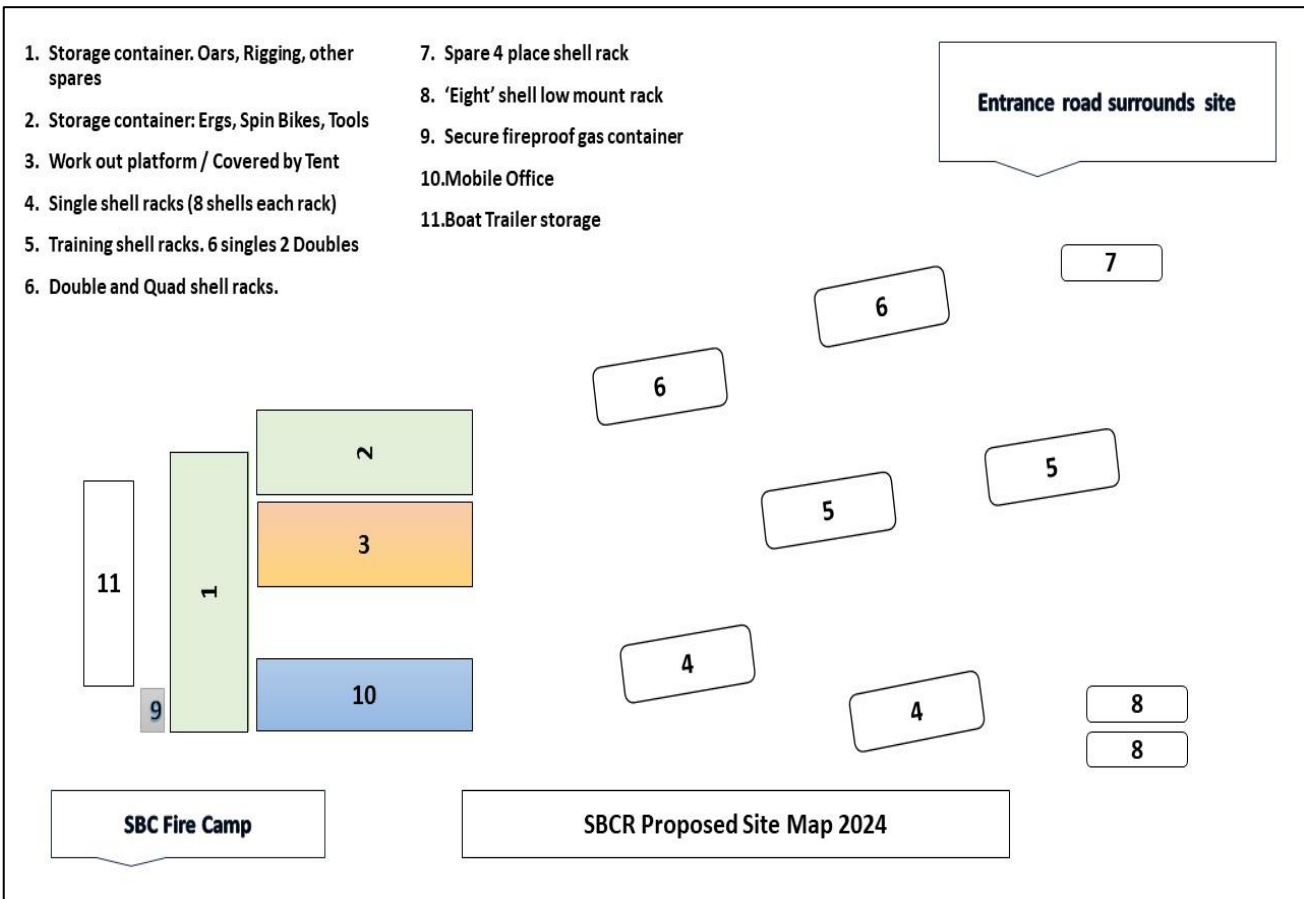 1. Storage container. Oars, Rigging, other
spares
2. Storage container: Ergs, Spin Bikes, Tools
3. Work out platform / Covered by Tent
4. Single shell racks (8 shells each rack)
5. Training shell racks. 6 singles 2 Doubles
6. Double and Quad shell racks.
7. Spare 4 place shell rack
8. ‘Eight’ shell low mount rack
9. Secure fireproof gas container
10.Mobile Office
11.Boat Trailer storage
Entrance road surrounds site
7
6
6
2
5
5
3
11
1
4
10
9
4
8
8
SBC Fire Camp
SBCR Proposed Site Map 2024